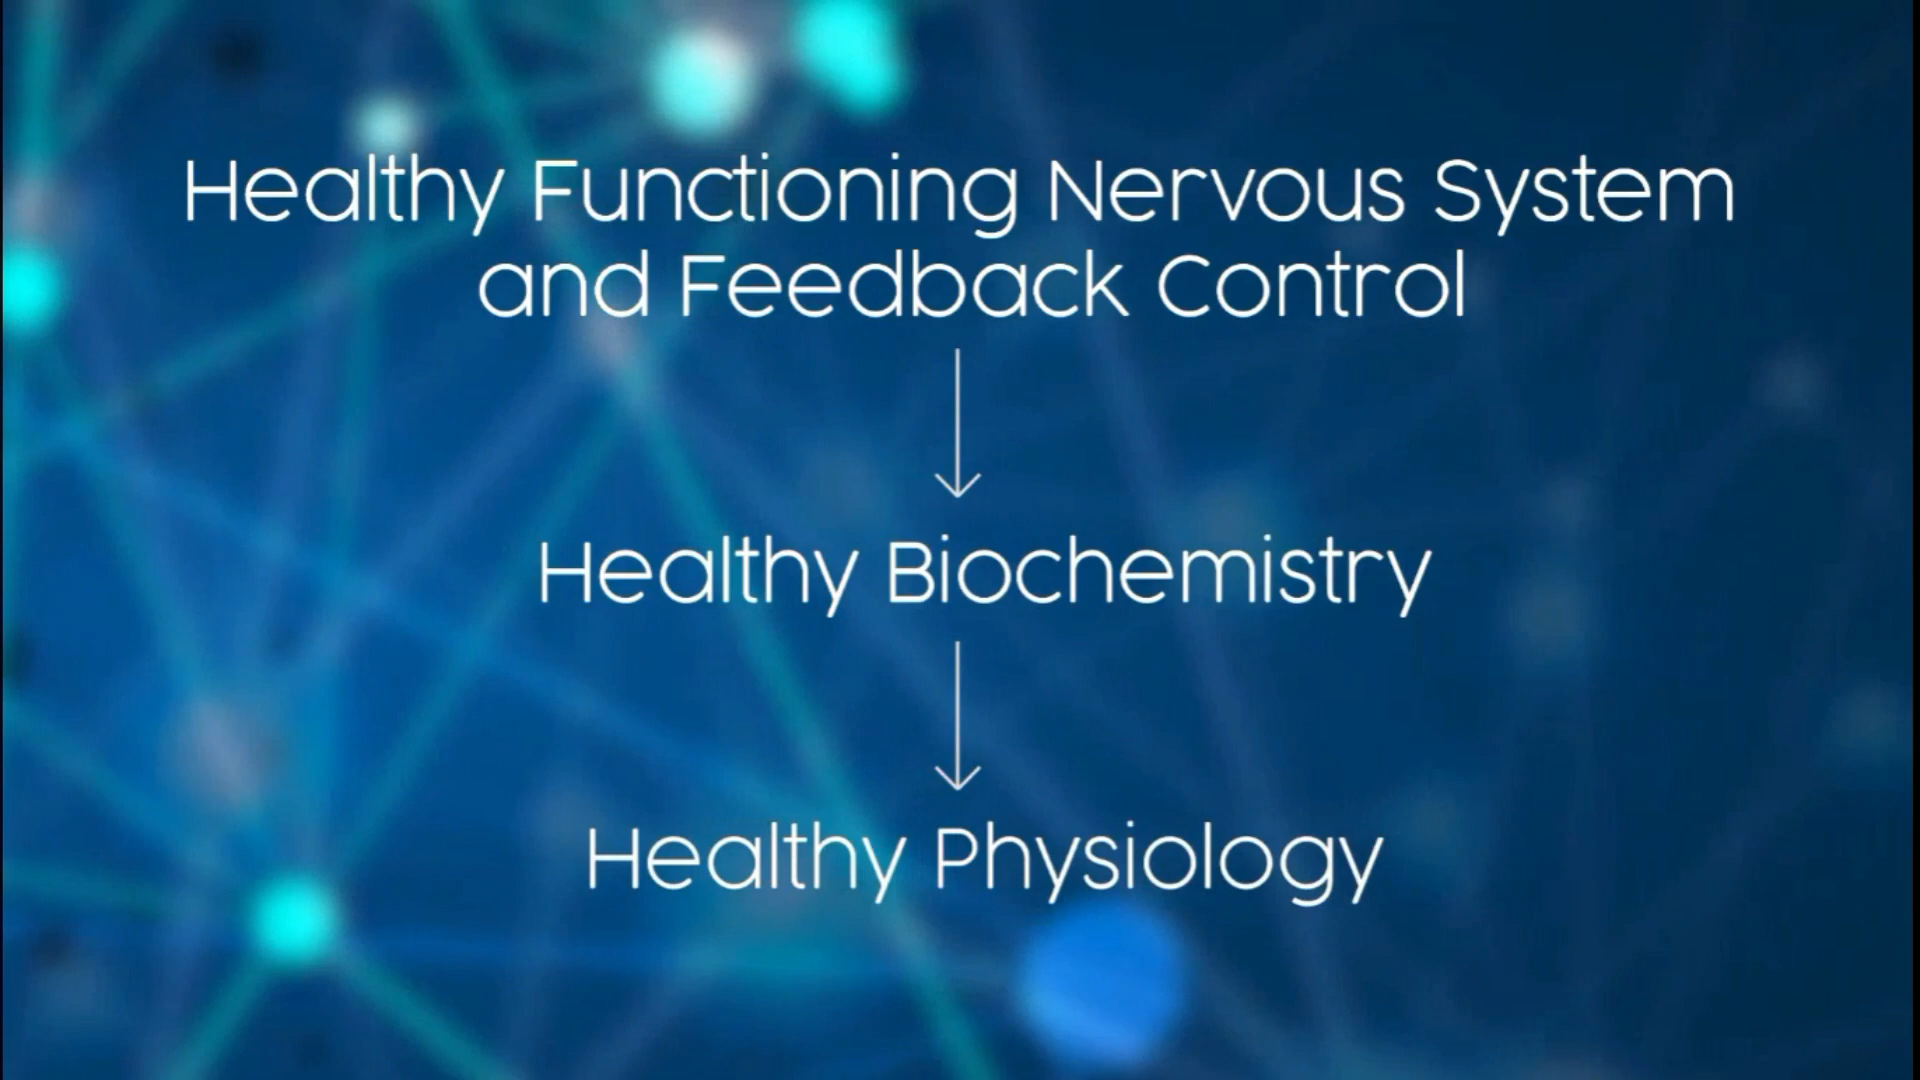 Healthy Functioning Nervous System
and Feedback Control
Healthy Biochemistry
Healthy Physiology